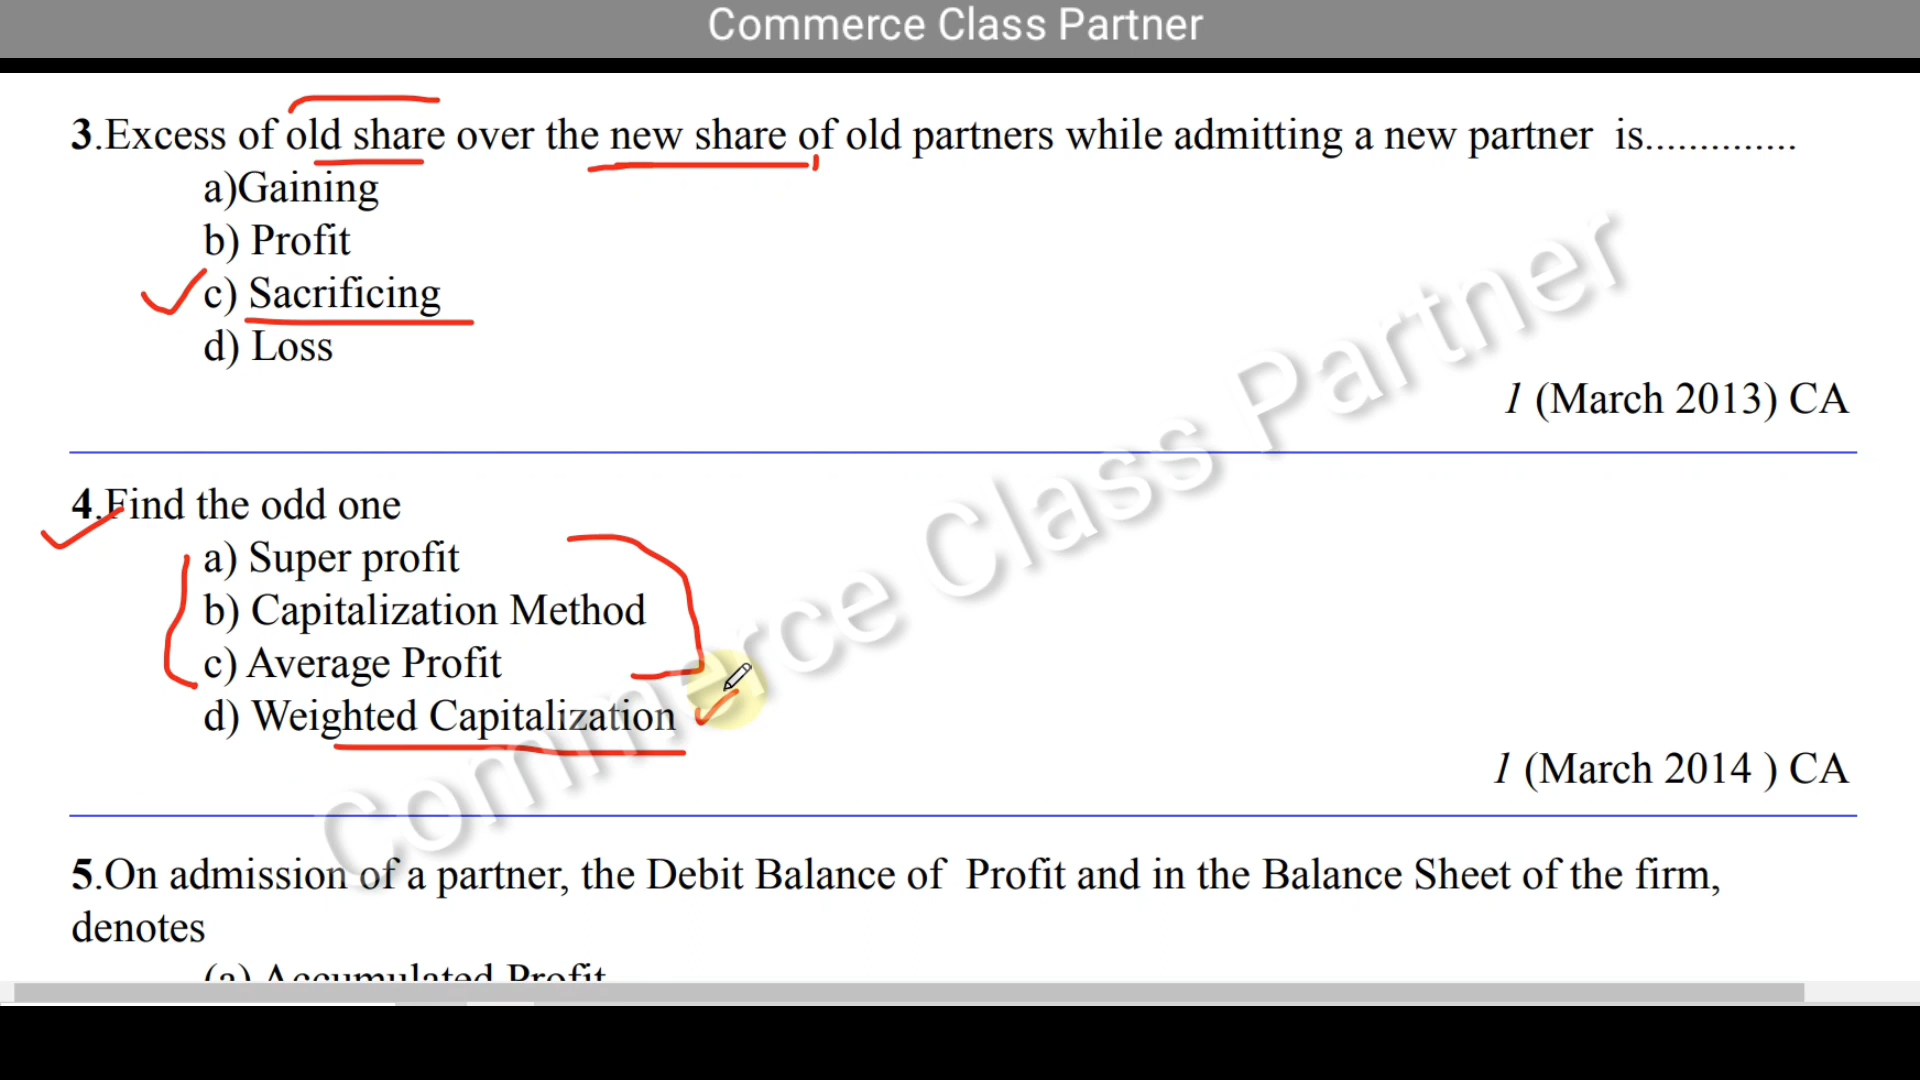 Commerce Class Partner
3.Excess of old share over the new share of old partners while admitting a new partner is..............
a)Gaining
b) Profit
c) Sacrificing
d) Loss
1 (March 2013) CA
4.Find the odd one
a) Super profit
b) Capitalization Method
c) Average Profit
d) Weighted Capitalization
1 (March 2014 ) CA
5.On admission of a partner, the Debit Balance of Profit and in the Balance Sheet of the firm,
denotes
(a) Accumulated Profit
Commerce Class Partner